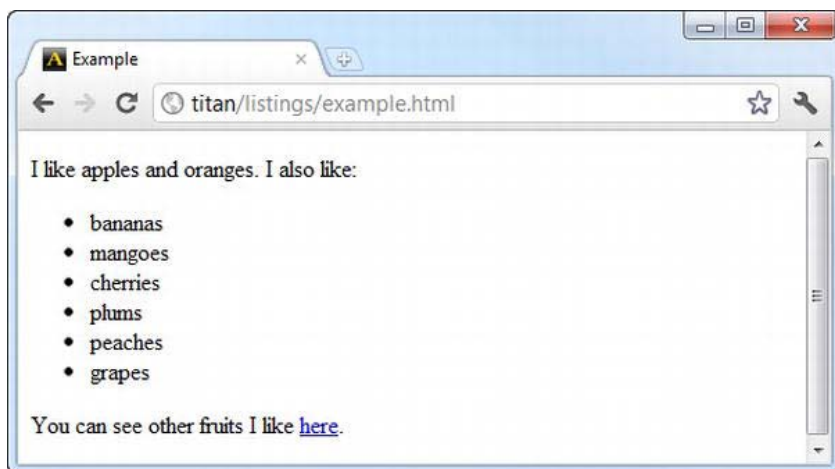 Example
titan/listings/example.html
I like apples and oranges. I also like:
bananas
mangoes
cherries
plums
peaches
grapes
You can see other fruits I like here.